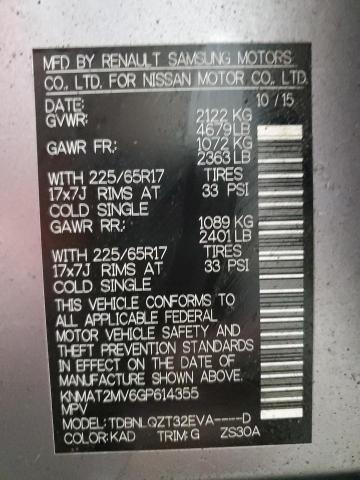 MFD BY RENAULT SAMSUNG MOTORS
CO., LTD. FOR NISSAN MOTOR CO., LTD.
DATE: 10/15
GVWR: 2122 KG
4679 LB
GAWR FR: 1072 KG
2363 LB
WITH 225/65R17 TIRES
17x7J RIMS AT 33 PSI
COLD SINGLE
GAWR RR: 1089 KG
2401 LB
WITH 225/65R17 TIRES
17x7J RIMS AT 33 PSI
COLD SINGLE
THIS VEHICLE CONFORMS TO
ALL APPLICABLE FEDERAL
MOTOR VEHICLE SAFETY AND
THEFT PREVENTION STANDARDS
IN EFFECT ON THE DATE OF
MANUFACTURE SHOWN ABOVE.
KNMAT2MV6GP614355
MPV
MODEL: TDBNLQZT32EVA----D
COLOR: KAD TRIM: G ZS30A